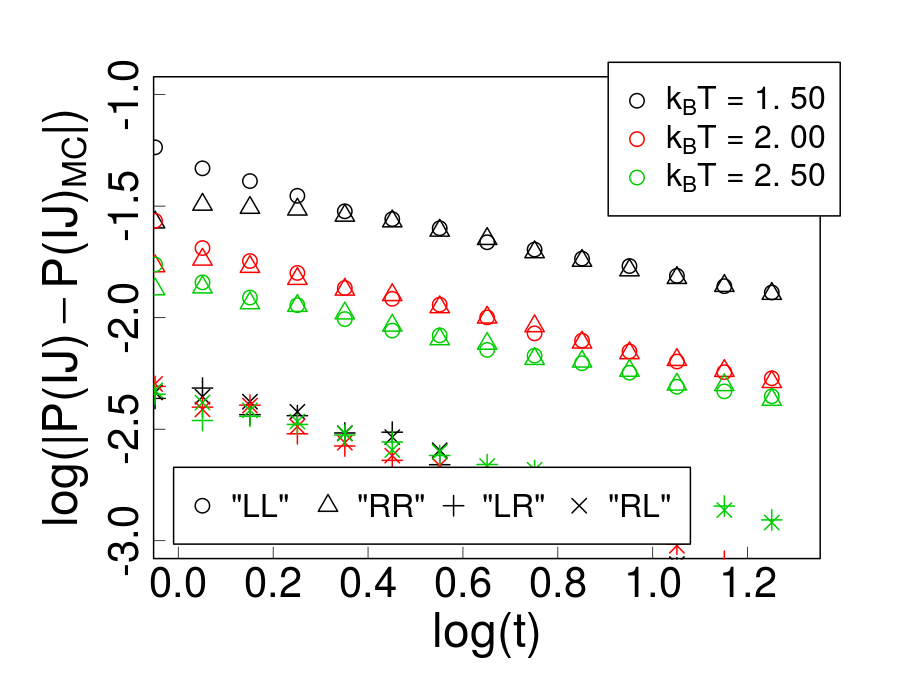 log(|P(IJ) − P(IJ)MC|)
-1.0
-1.5
-2.0
-2.5
-3.0
kBT = 1. 50
kBT = 2. 00
kBT = 2. 50
"LL" "RR" "LR" "RL"
0.0 0.2 0.4 0.6 0.8 1.0 1.2
log(t)